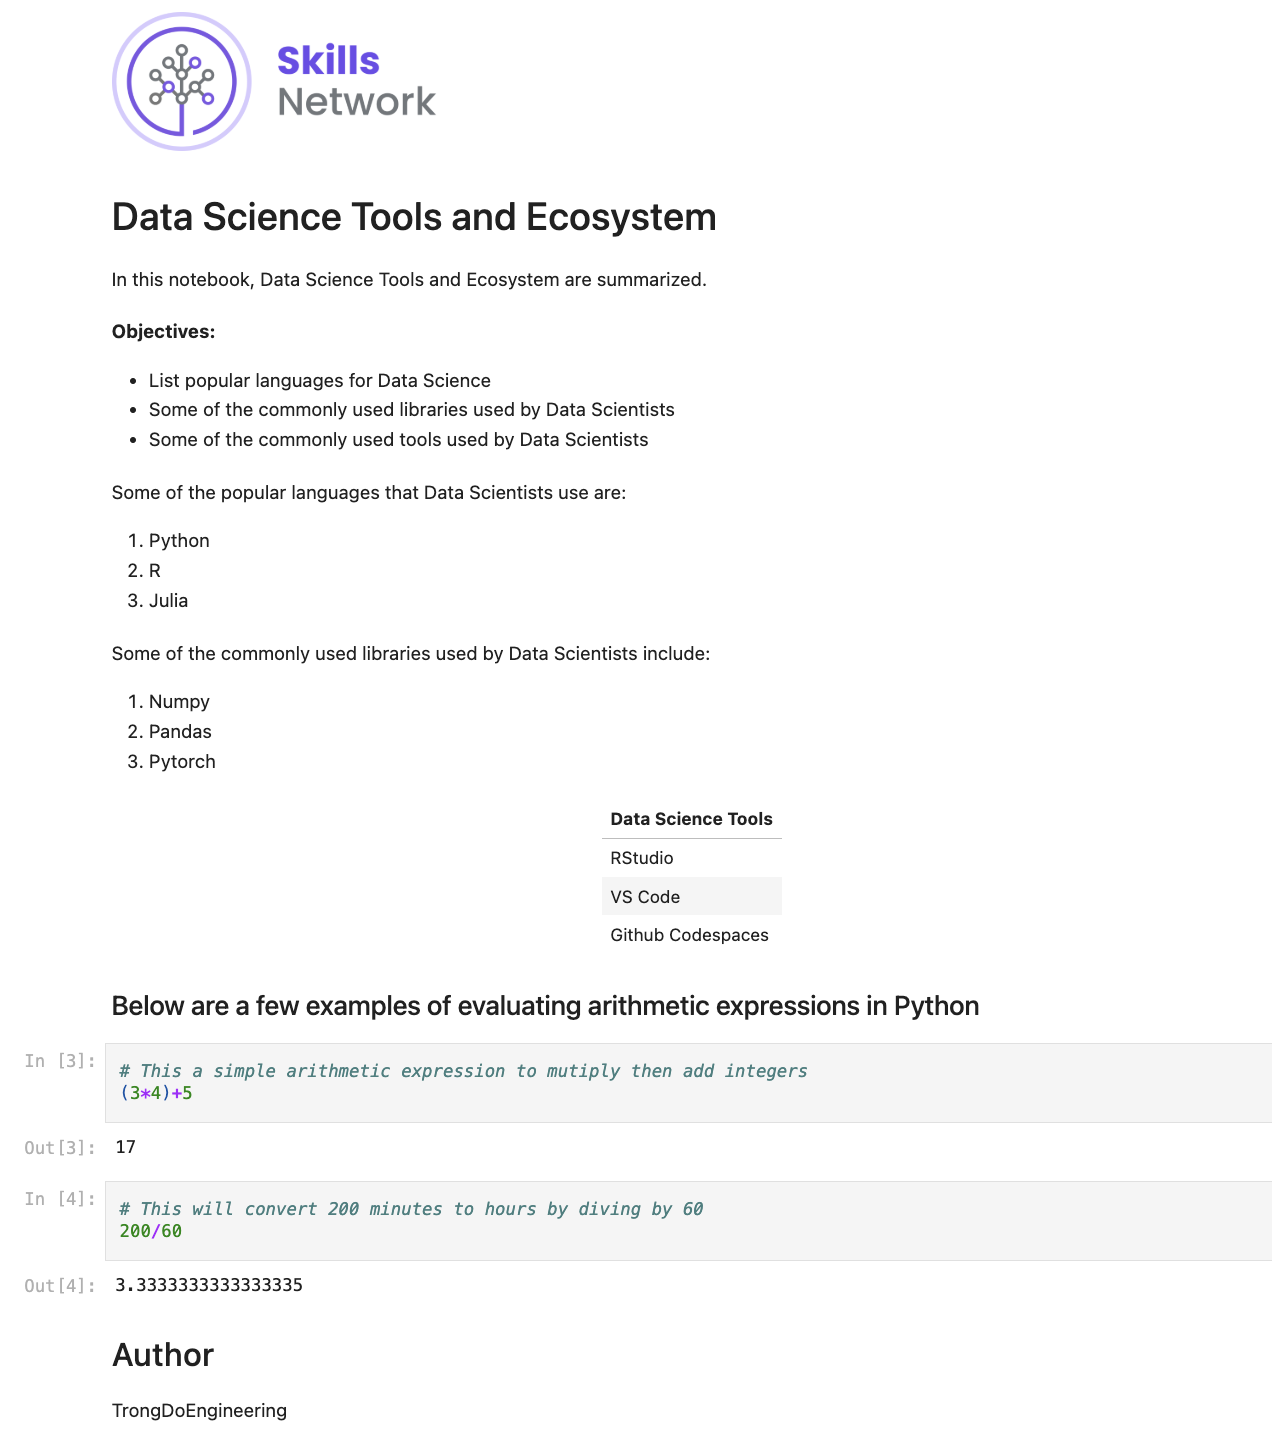 Skills
Network
Data Science Tools and Ecosystem
In this notebook, Data Science Tools and Ecosystem are summarized.
Objectives:
• List popular languages for Data Science
• Some of the commonly used libraries used by Data Scientists
• Some of the commonly used tools used by Data Scientists
Some of the popular languages that Data Scientists use are:
1. Python
2. R
3. Julia
Some of the commonly used libraries used by Data Scientists include:
1. Numpy
2. Pandas
3. Pytorch
Data Science Tools
RStudio
VS Code
Github Codespaces
Below are a few examples of evaluating arithmetic expressions in Python
In [3]:
# This a simple arithmetic expression to mutiply then add integers
(3*4)+5
Out[3]: 17
In [4]:
# This will convert 200 minutes to hours by diving by 60
200/60
Out[4]: 3.3333333333333335
Author
TrongDoEngineering